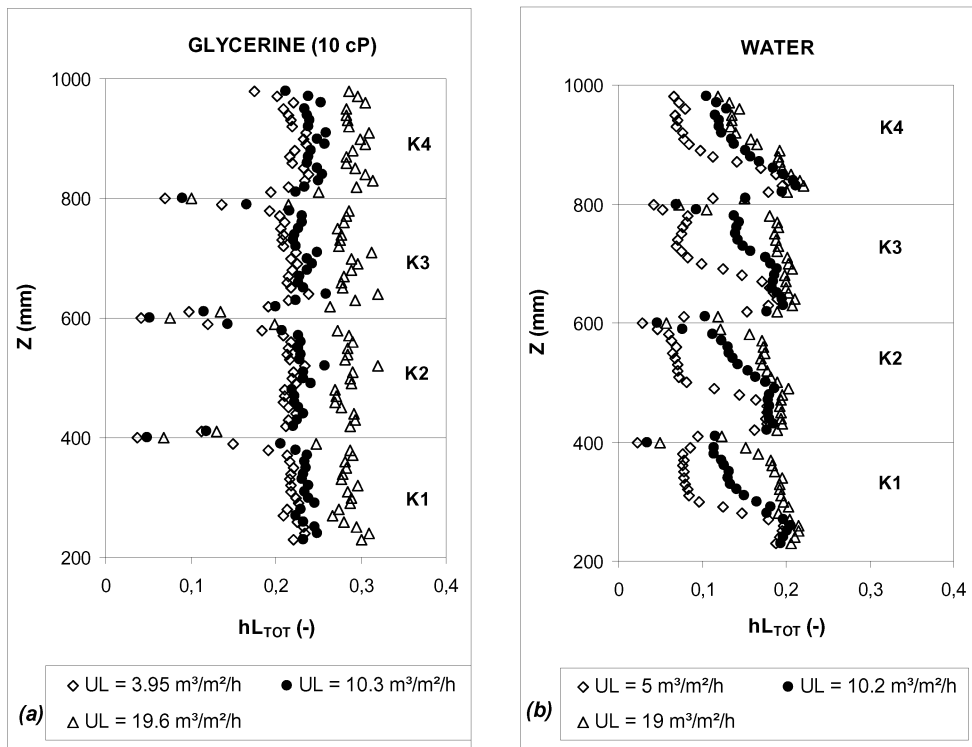 GLYCERINE (10 cP)
1000
800
600
400
200
Z (mm)
K4
K3
K2
K1
0
0,1
0,2
0,3
0,4
hL_TOT (-)
(a)
UL = 3.95 m³/m²/h
UL = 10.3 m³/m²/h
UL = 19.6 m³/m²/h
WATER
1000
800
600
400
200
Z (mm)
K4
K3
K2
K1
0
0,1
0,2
0,3
0,4
hL_TOT (-)
(b)
UL = 5 m³/m²/h
UL = 10.2 m³/m²/h
UL = 19 m³/m²/h